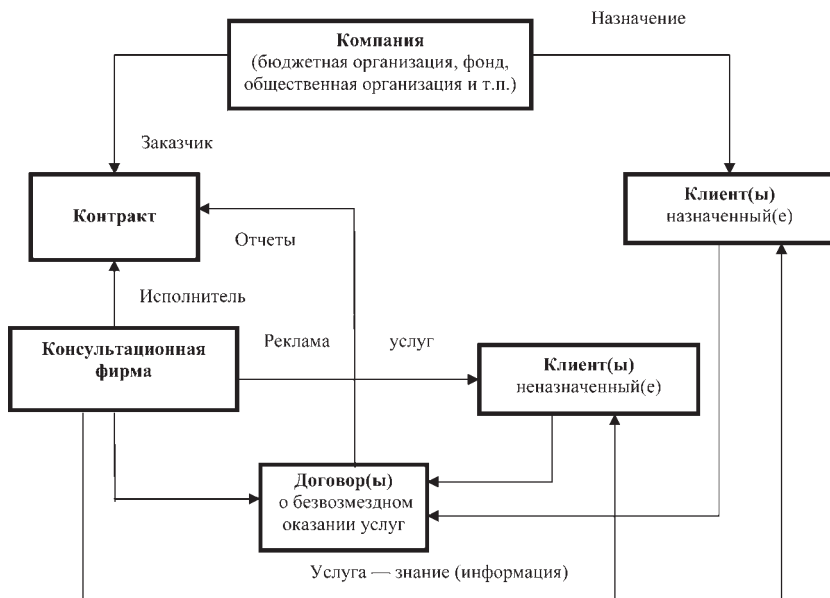 Назначение
Компания
(бюджетная организация, фонд,
общественная организация и т.п.)
Заказчик
Контракт
Клиент(ы)
назначенный(е)
Отчеты
Исполнитель
Консультационная
фирма
Реклама услуг
Клиент(ы)
неназначенный(е)
Договор(ы)
о безвозмездном
оказании услуг
Услуга — знание (информация)